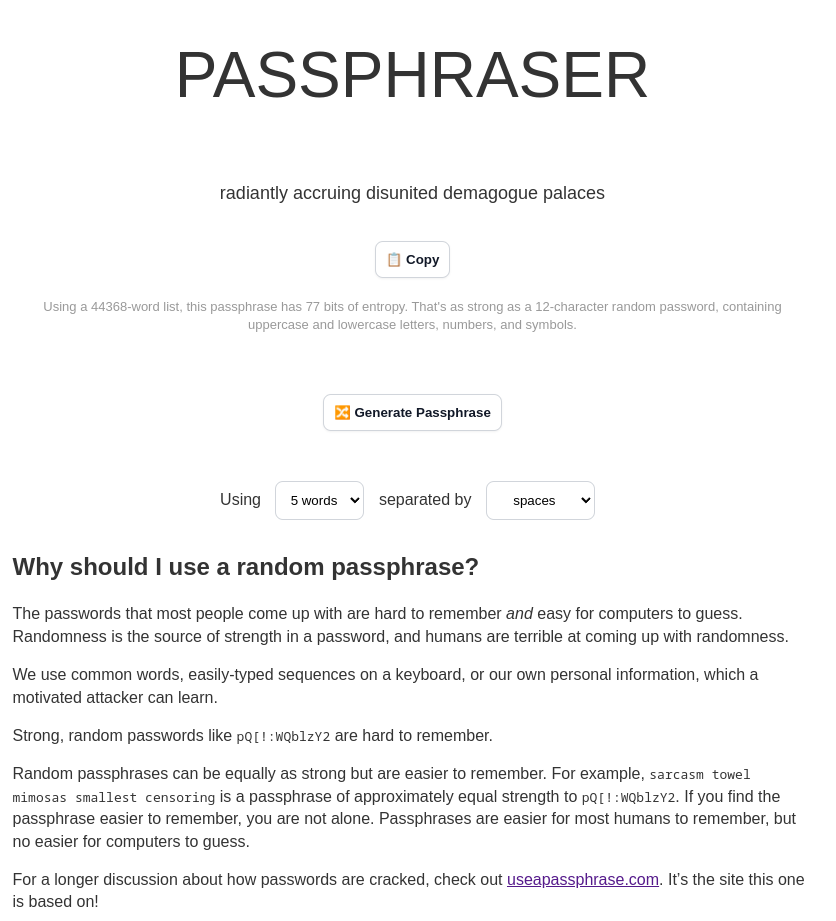 PASSPHRASER
radiantly accruing disunited demagogue palaces
📋 Copy
Using a 44368-word list, this passphrase has 77 bits of entropy. That's as strong as a 12-character random password, containing
uppercase and lowercase letters, numbers, and symbols.
🔀 Generate Passphrase
Using 5 words separated by spaces
Why should I use a random passphrase?
The passwords that most people come up with are hard to remember and easy for computers to guess.
Randomness is the source of strength in a password, and humans are terrible at coming up with randomness.
We use common words, easily-typed sequences on a keyboard, or our own personal information, which a
motivated attacker can learn.
Strong, random passwords like pQ[!:WQblzY2 are hard to remember.
Random passphrases can be equally as strong but are easier to remember. For example, sarcasm towel
mimosas smallest censoring is a passphrase of approximately equal strength to pQ[!:WQblzY2. If you find the
passphrase easier to remember, you are not alone. Passphrases are easier for most humans to remember, but
no easier for computers to guess.
For a longer discussion about how passwords are cracked, check out useapassphrase.com. It’s the site this one
is based on!